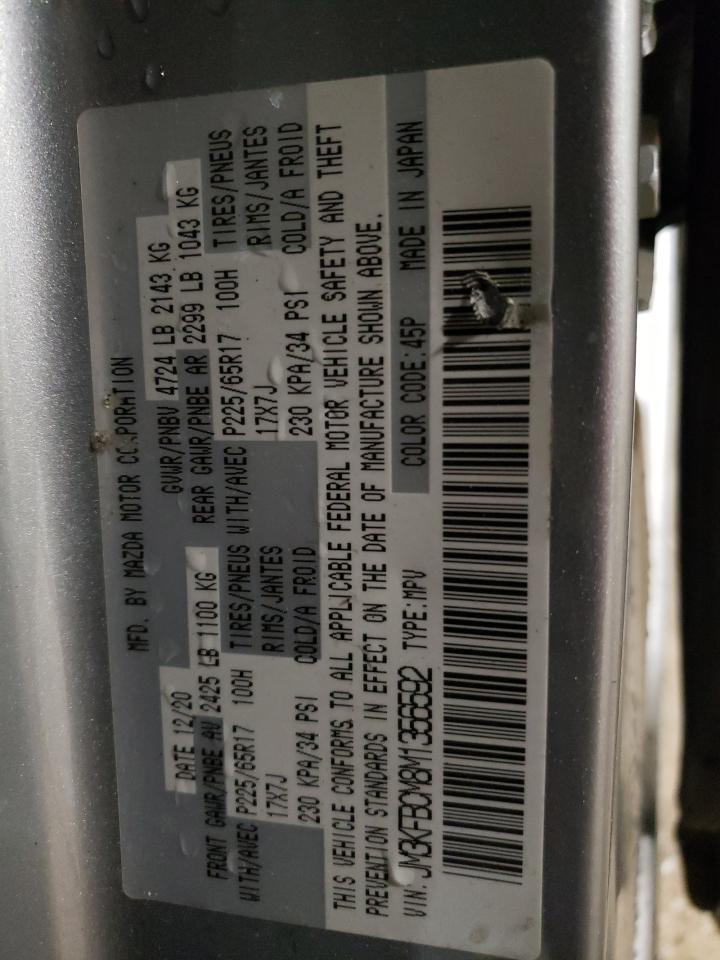 MFD. BY MAZDA MOTOR CORPORATION
DATE 12/20 GVWR/PNBV 4724 LB 2143 KG
FRONT GAWR/PNBE AV 2425 LB 1100 KG REAR GAWR/PNBE AR 2299 LB 1043 KG
WITH/AVEC P225/65R17 100H TIRES/PNEUS WITH/AVEC P225/65R17 100H TIRES/PNEUS
17X7J RIMS/JANTES 17X7J RIMS/JANTES
230 KPA/34 PSI COLD/A FROID 230 KPA/34 PSI COLD/A FROID
THIS VEHICLE CONFORMS TO ALL APPLICABLE FEDERAL MOTOR VEHICLE SAFETY AND THEFT
PREVENTION STANDARDS IN EFFECT ON THE DATE OF MANUFACTURE SHOWN ABOVE.
VIN: JM3KFBCM8M1356592 TYPE:MPV COLOR CODE:45P MADE IN JAPAN